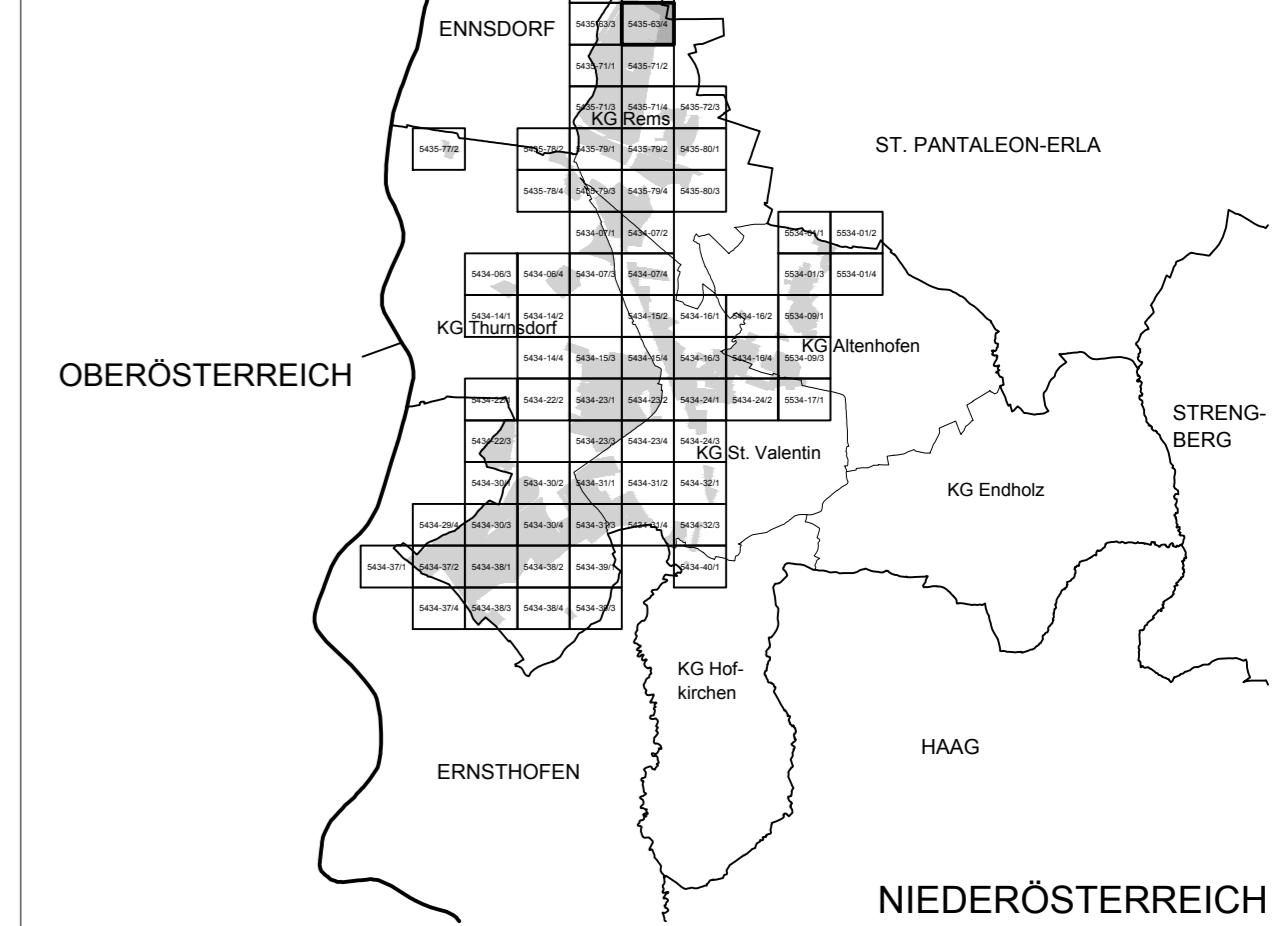 ENNSDORF
5435-63/3 5435-63/4
5435-71/1 5435-71/2
5435-71/3 5435-71/4 5435-72/3
KG Rems
ST. PANTALEON-ERLA
5435-77/2 5435-78/2 5435-79/1 5435-79/2 5435-80/1
5435-78/4 5435-79/3 5435-79/4 5435-80/3
5434-07/1 5434-07/2 5534-01/1 5534-01/2
5434-06/3 5434-06/4 5434-07/3 5434-07/4 5534-01/3 5534-01/4
5434-14/1 5434-14/2 5434-15/2 5434-16/1 5434-16/2 5534-09/1
KG Thurnsdorf
KG Altenhofen
5434-14/4 5434-15/3 5434-15/4 5434-16/3 5434-16/4 5534-09/3
OBERÖSTERREICH
5434-22/1 5434-22/2 5434-23/1 5434-23/2 5434-24/1 5434-24/2 5534-17/1
STRENG-
BERG
5434-22/3 5434-23/3 5434-23/4 5434-24/3
KG St. Valentin
5434-30/1 5434-30/2 5434-31/1 5434-31/2 5434-32/1
KG Endholz
5434-29/4 5434-30/3 5434-30/4 5434-31/3 5434-31/4 5434-32/3
5434-37/1 5434-37/2 5434-38/1 5434-38/2 5434-39/1 5434-40/1
5434-37/4 5434-38/3 5434-38/4 5434-39/3
KG Hof-
kirchen
HAAG
ERNSTHOFEN
NIEDERÖSTERREICH